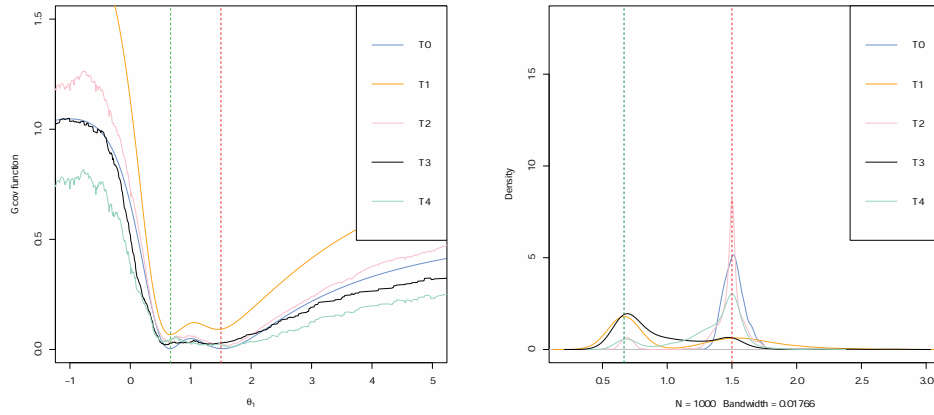 Gcov function
1.5
1.0
0.5
0.0
−1 0 1 2 3 4 5
θ1
T0
T1
T2
T3
T4
Density
15
10
5
0
0.5 1.0 1.5 2.0 2.5 3.0
N = 1000 Bandwidth = 0.01766
T0
T1
T2
T3
T4